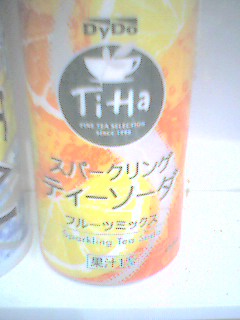 DyDo
TiHa
FINE TEA SELECTION
SINCE 1998
スパークリング
ティーソーダ
フルーツミックス
Sparkling Tea Soda
果汁1%